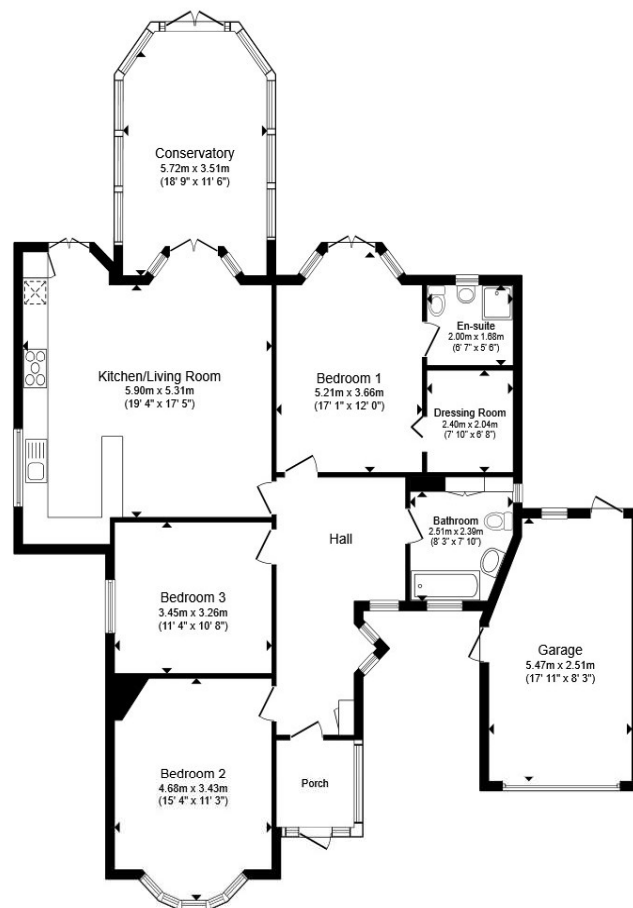 Conservatory
5.72m x 3.51m
(18' 9" x 11' 6")
Kitchen/Living Room
5.90m x 5.31m
(19' 4" x 17' 5")
Bedroom 1
5.21m x 3.66m
(17' 1" x 12' 0")
En-suite
2.00m x 1.68m
(6' 7" x 5' 6")
Dressing Room
2.40m x 2.04m
(7' 10" x 6' 8")
Bathroom
2.51m x 2.39m
(8' 3" x 7' 10")
Hall
Bedroom 3
3.45m x 3.26m
(11' 4" x 10' 8")
Garage
5.47m x 2.51m
(17' 11" x 8' 3")
Bedroom 2
4.68m x 3.43m
(15' 4" x 11' 3")
Porch